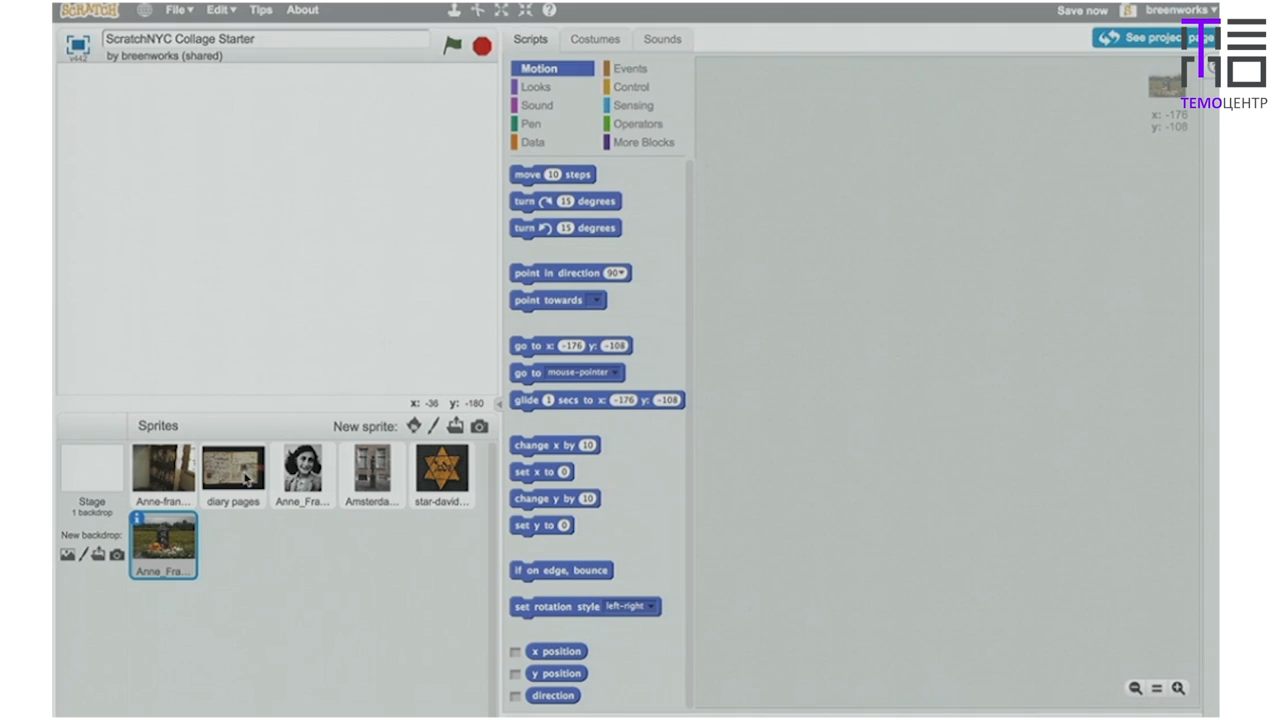 SCRATCH File Edit Tips About Save now breenworks
ScratchNYC Collage Starter
by breenworks (shared)
v442
Scripts Costumes Sounds
See project page
Motion Events
Looks Control
Sound Sensing
Pen Operators
Data More Blocks
x: -176
y: -108
move 10 steps
turn 15 degrees
turn 15 degrees
point in direction 90
point towards
go to x: -176 y: -108
go to mouse-pointer
glide 1 secs to x: -176 y: -108
change x by 10
set x to 0
change y by 10
set y to 0
if on edge, bounce
set rotation style left-right
x position
y position
direction
x: -36 y: -180
Sprites New sprite:
Stage
1 backdrop
New backdrop:
Anne-fran... diary pages Anne_Fra... Amsterda... star-david...
Anne_Fra...
ТЕМО
ТЕМОЦЕНТР